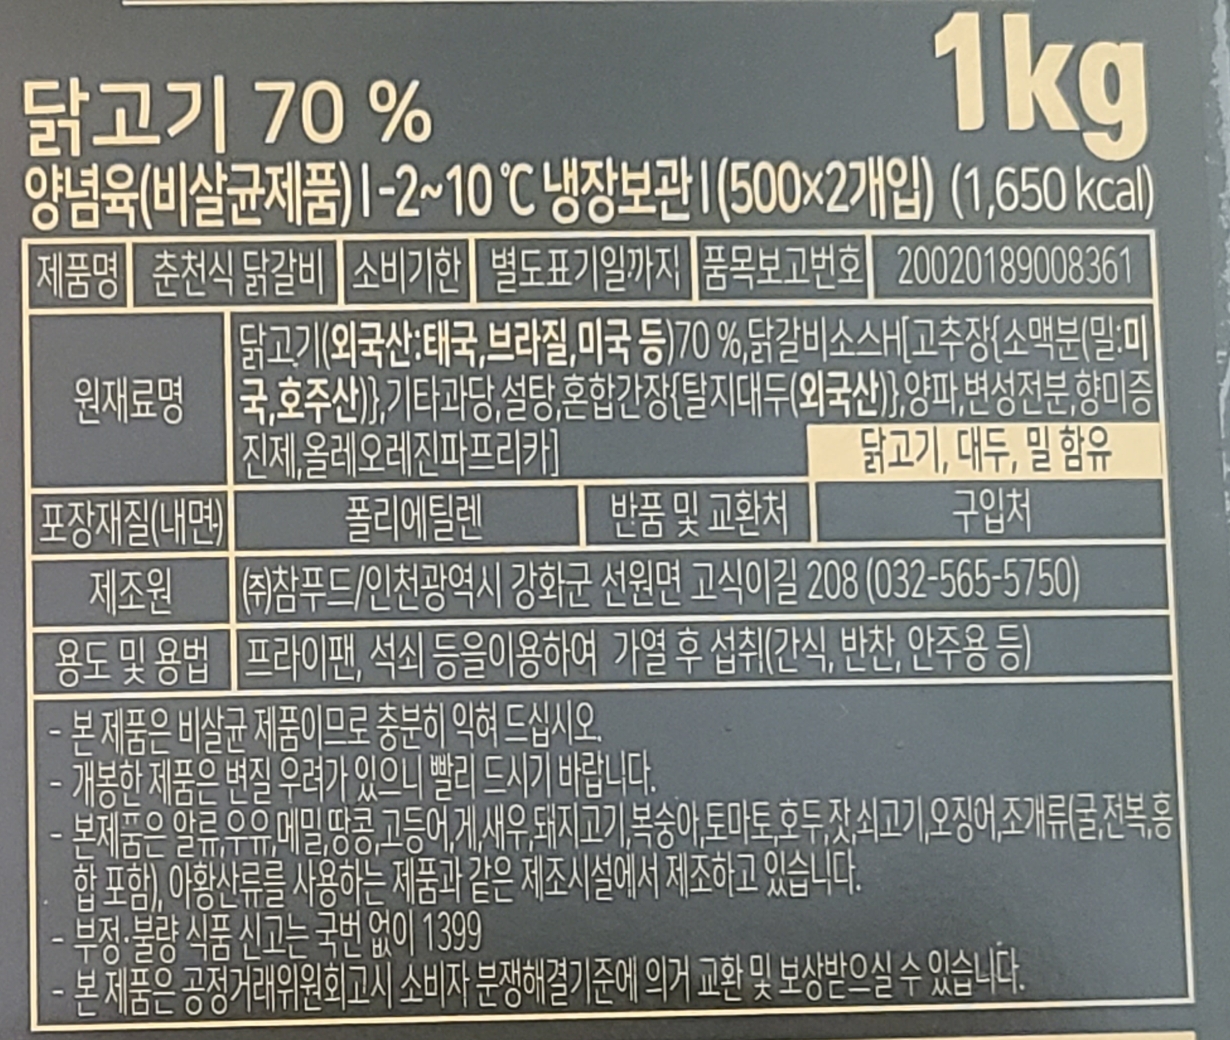 1kg
닭고기 70 %
양념육(비살균제품) I -2~10℃ 냉장보관 I (500×2개입) (1,650 kcal)
제품명 춘천식 닭갈비 소비기한 별도표기일까지 품목보고번호 20020189008361
원재료명
닭고기(외국산:태국,브라질,미국 등)70 %,닭갈비소스H[고추장{소맥분(밀:미
국,호주산)},기타과당,설탕,혼합간장{탈지대두(외국산)},양파,변성전분,향미증
진제,올레오레진파프리카]
닭고기, 대두, 밀 함유
포장재질(내면) 폴리에틸렌 반품 및 교환처 구입처
제조원 ㈜참푸드/인천광역시 강화군 선원면 고식이길 208 (032-565-5750)
용도 및 용법 프라이팬, 석쇠 등을이용하여 가열 후 섭취(간식, 반찬, 안주용 등)
- 본 제품은 비살균 제품이므로 충분히 익혀 드십시오.
- 개봉한 제품은 변질 우려가 있으니 빨리 드시기 바랍니다.
- 본제품은 알류,우유,메밀,땅콩,고등어,게,새우,돼지고기,복숭아,토마토,호두,잣,쇠고기,오징어,조개류(굴,전복,홍
합 포함), 아황산류를 사용하는 제품과 같은 제조시설에서 제조하고 있습니다.
- 부정·불량 식품 신고는 국번 없이 1399
- 본 제품은 공정거래위원회고시 소비자 분쟁해결기준에 의거 교환 및 보상받으실 수 있습니다.